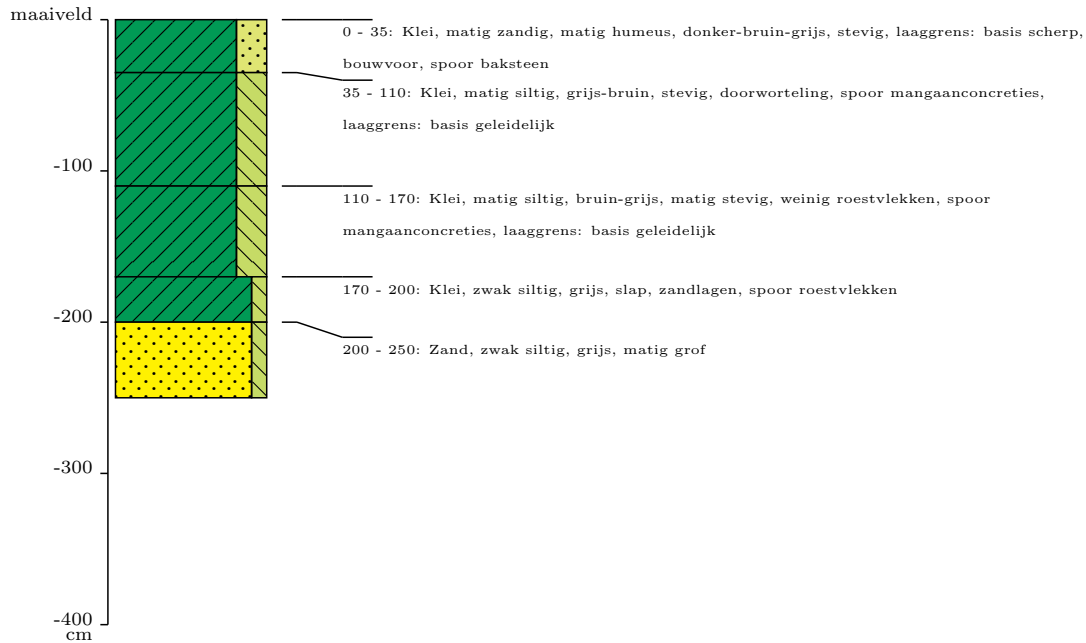 maaiveld
0 - 35: Klei, matig zandig, matig humeus, donker-bruin-grijs, stevig, laaggrens: basis scherp,
bouwvoor, spoor baksteen
35 - 110: Klei, matig siltig, grijs-bruin, stevig, doorworteling, spoor mangaanconcreties,
laaggrens: basis geleidelijk
-100
110 - 170: Klei, matig siltig, bruin-grijs, matig stevig, weinig roestvlekken, spoor
mangaanconcreties, laaggrens: basis geleidelijk
170 - 200: Klei, zwak siltig, grijs, slap, zandlagen, spoor roestvlekken
-200
200 - 250: Zand, zwak siltig, grijs, matig grof
-300
-400
cm